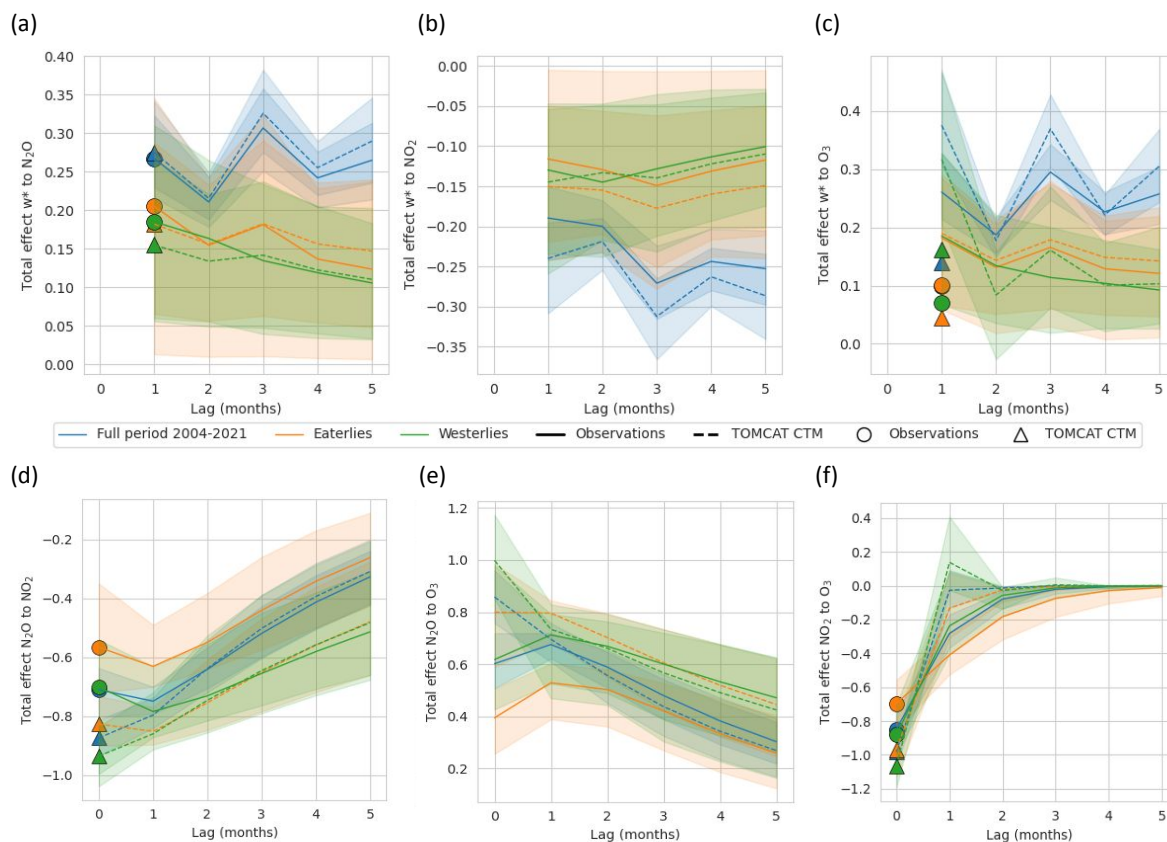 (a)
(b)
(c)
Total effect w* to N₂O
0.40
0.35
0.30
0.25
0.20
0.15
0.10
0.05
0.00
0 1 2 3 4 5
Lag (months)
Total effect w* to NO₂
0.00
−0.05
−0.10
−0.15
−0.20
−0.25
−0.30
−0.35
0 1 2 3 4 5
Lag (months)
Total effect w* to O₃
0.4
0.3
0.2
0.1
0.0
0 1 2 3 4 5
Lag (months)
Full period 2004-2021 Eaterlies Westerlies Observations TOMCAT CTM Observations TOMCAT CTM
(d)
(e)
(f)
Total effect N₂O to NO₂
−0.2
−0.4
−0.6
−0.8
−1.0
0 1 2 3 4 5
Lag (months)
Total effect N₂O to O₃
1.2
1.0
0.8
0.6
0.4
0.2
0 1 2 3 4 5
Lag (months)
Total effect NO₂ to O₃
0.4
0.2
0.0
−0.2
−0.4
−0.6
−0.8
−1.0
−1.2
0 1 2 3 4 5
Lag (months)